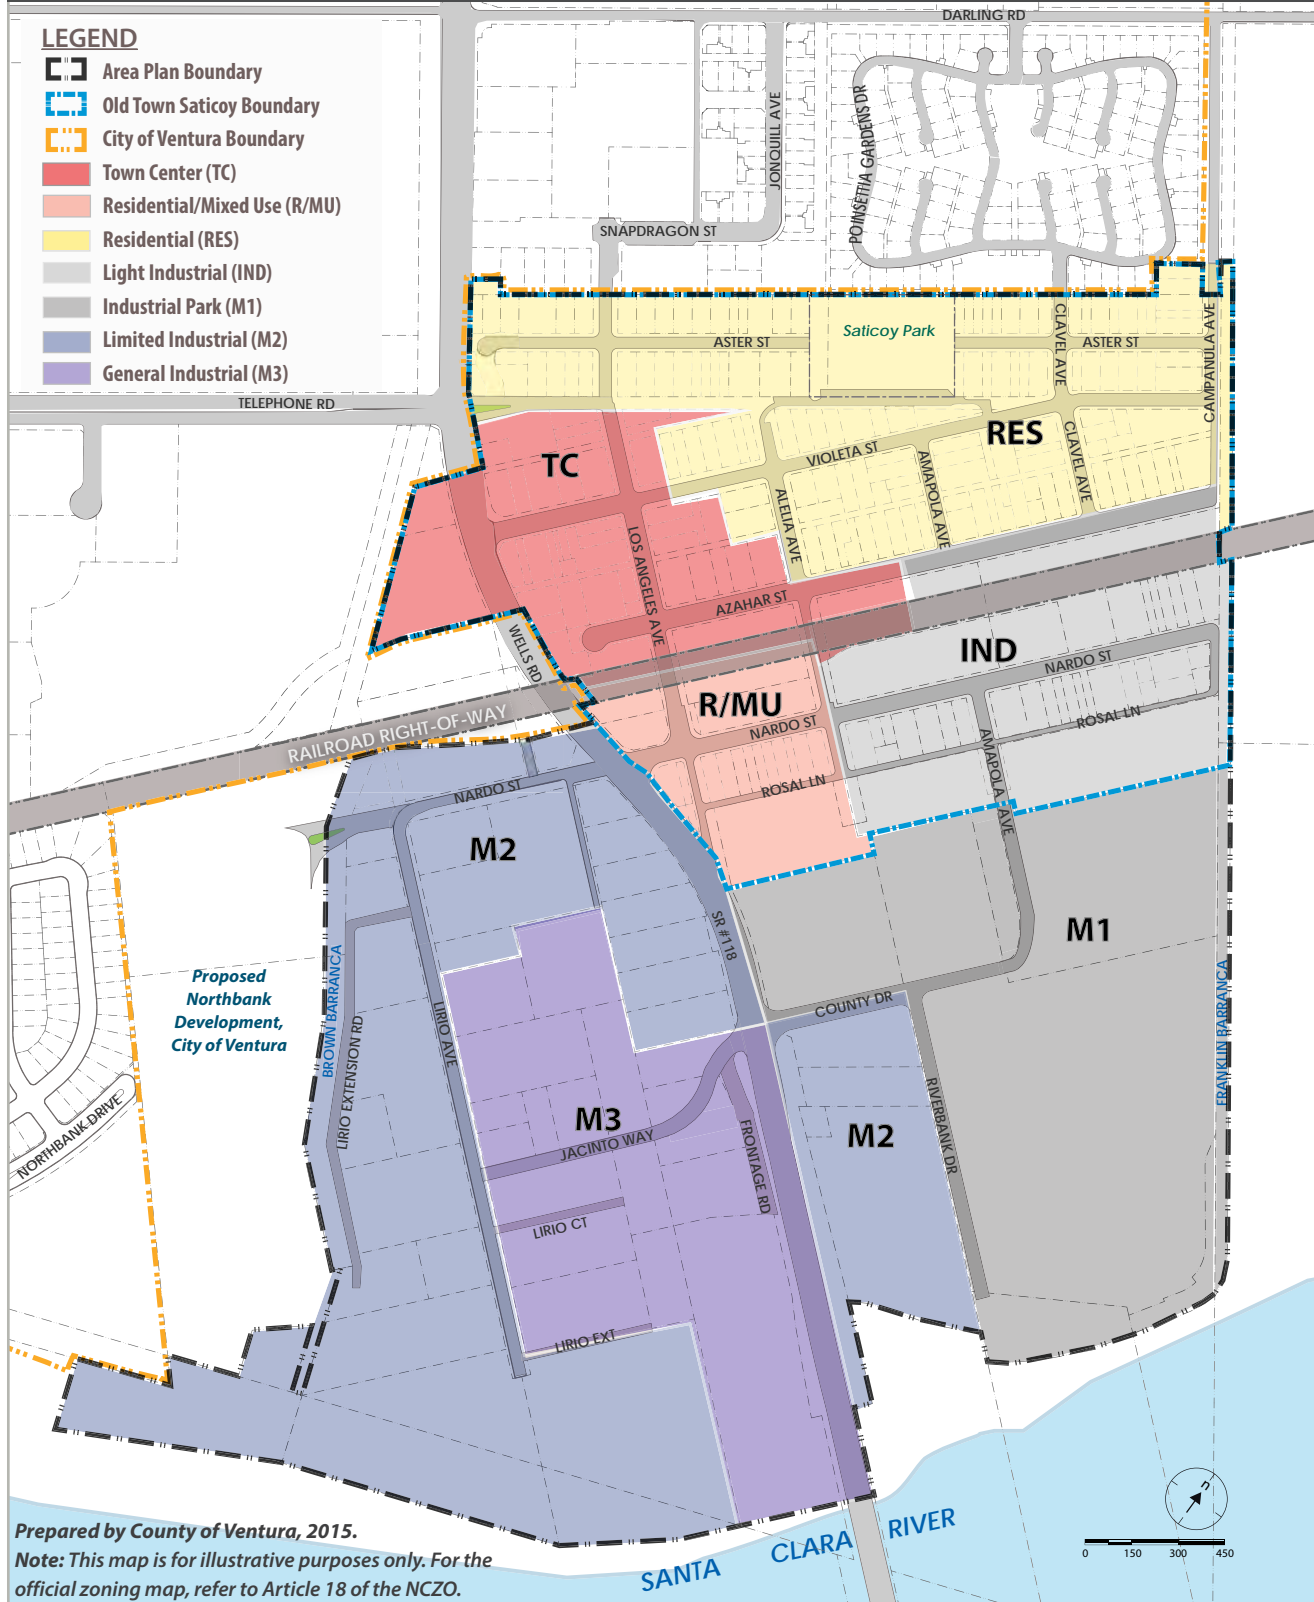 DARLING RD
LEGEND
Area Plan Boundary
Old Town Saticoy Boundary
City of Ventura Boundary
Town Center (TC)
Residential/Mixed Use (R/MU)
Residential (RES)
Light Industrial (IND)
Industrial Park (M1)
Limited Industrial (M2)
General Industrial (M3)
JONQUILL AVE
POINSETTIA GARDENS DR
SNAPDRAGON ST
TELEPHONE RD
ASTER ST
Saticoy Park
CLAVEL AVE
ASTER ST
CAMPANULA AVE
RES
TC
VIOLETA ST
AMAPOLA AVE
CLAVEL AVE
ALELIA AVE
LOS ANGELES AVE
AZAHAR ST
WELLS RD
IND
NARDO ST
R/MU
NARDO ST
ROSAL LN
AMAPOLA AVE
ROSAL LN
RAILROAD RIGHT-OF-WAY
NARDO ST
M2
SR #118
M1
BROWN BARRANCA
Proposed
Northbank
Development,
City of Ventura
LIRIO AVE
COUNTY DR
FRANKLIN BARRANCA
LIRIO EXTENSION RD
NORTHBANK DRIVE
M3
JACINTO WAY
FRONTAGE RD
M2
RIVERBANK DR
LIRIO CT
LIRIO EXT
n
SANTA CLARA RIVER
0 150 300 450
Prepared by County of Ventura, 2015.
Note: This map is for illustrative purposes only. For the
official zoning map, refer to Article 18 of the NCZO.